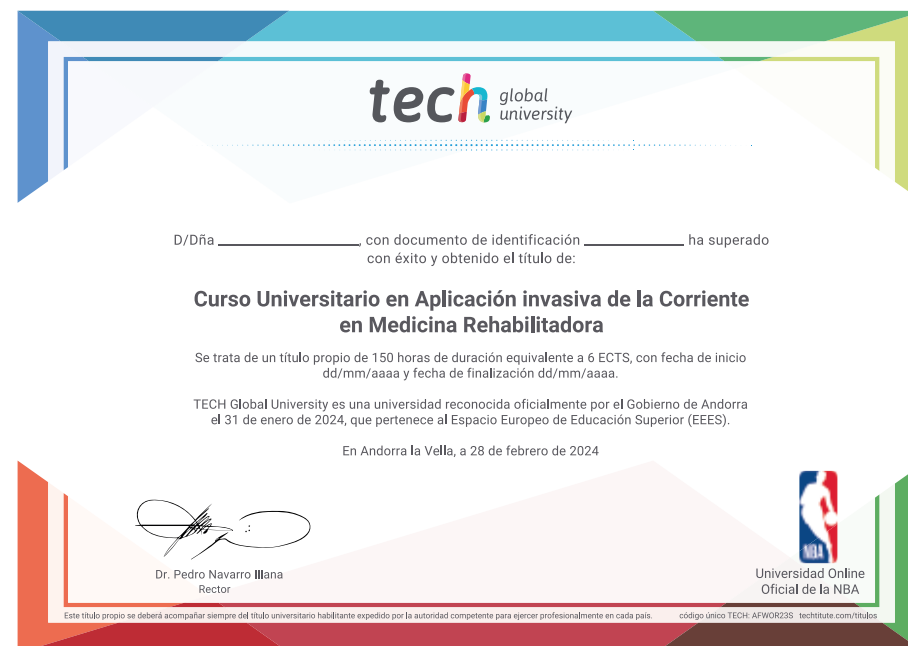 tech global university
D/Dña ____________________, con documento de identificación ______________ ha superado
con éxito y obtenido el título de:
Curso Universitario en Aplicación invasiva de la Corriente
en Medicina Rehabilitadora
Se trata de un título propio de 150 horas de duración equivalente a 6 ECTS, con fecha de inicio
dd/mm/aaaa y fecha de finalización dd/mm/aaaa.
TECH Global University es una universidad reconocida oficialmente por el Gobierno de Andorra
el 31 de enero de 2024, que pertenece al Espacio Europeo de Educación Superior (EEES).
En Andorra la Vella, a 28 de febrero de 2024
NBA
Dr. Pedro Navarro Illana
Rector
Universidad Online
Oficial de la NBA
Este título propio se deberá acompañar siempre del título universitario habilitante expedido por la autoridad competente para ejercer profesionalmente en cada país. código único TECH: AFWOR23S techtitute.com/titulos